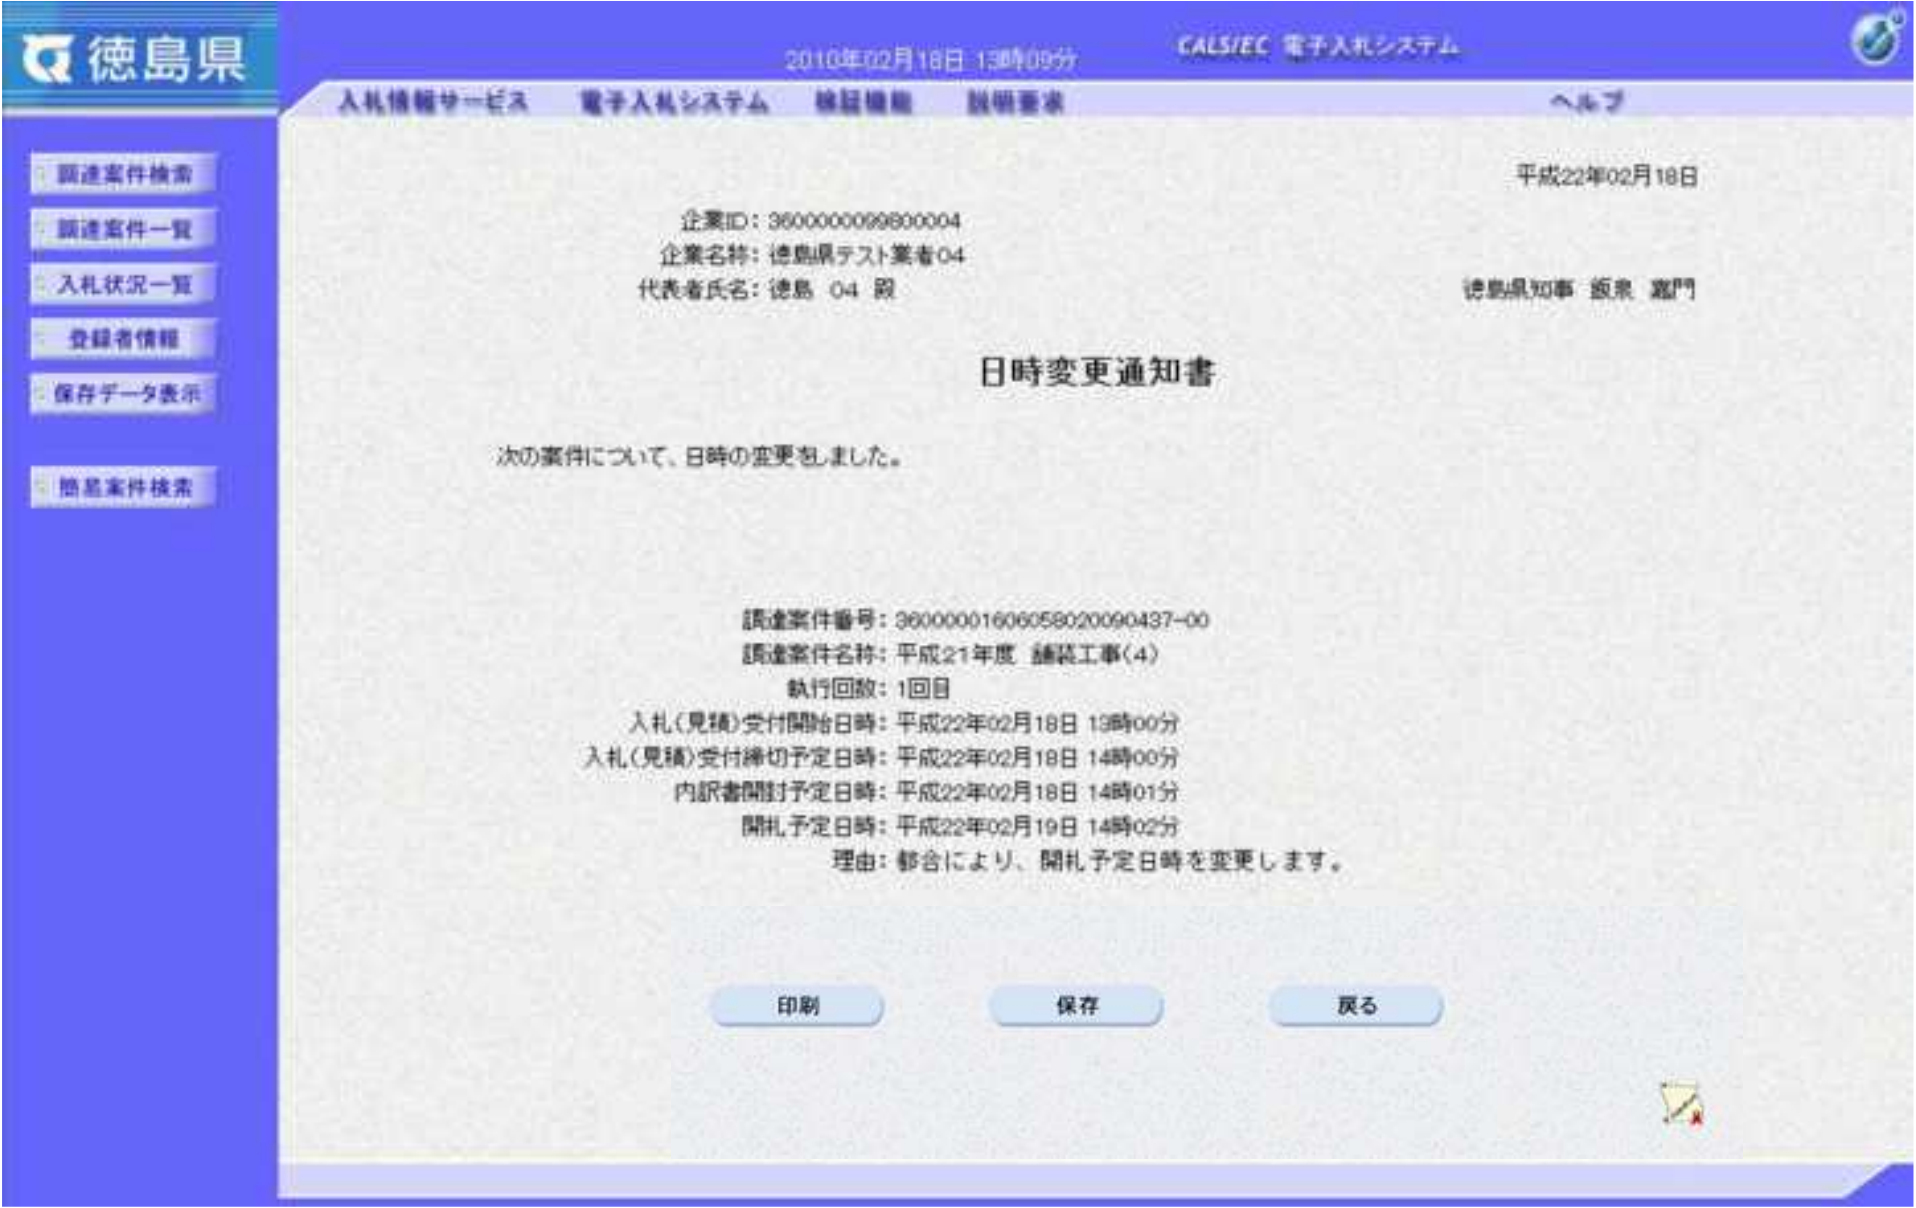 徳島県
2010年02月18日 13時09分
CALS/EC 電子入札システム
入札情報サービス 電子入札システム 検証機能 説明要求 ヘルプ
調達案件検索
調達案件一覧
入札状況一覧
登録者情報
保存データ表示
簡易案件検索
平成22年02月18日
企業ID：3600000099800004
企業名称：徳島県テスト業者04
代表者氏名：徳島 04 殿
徳島県知事 飯泉 嘉門
日時変更通知書
次の案件について、日時の変更をしました。
調達案件番号：3600000160605802009​0437-00
調達案件名称：平成21年度 舗装工事(4)
執行回数：1回目
入札(見積)受付開始日時：平成22年02月18日 13時00分
入札(見積)受付締切予定日時：平成22年02月18日 14時00分
内訳書開封予定日時：平成22年02月18日 14時01分
開札予定日時：平成22年02月19日 14時02分
理由：都合により、開札予定日時を変更します。
印刷 保存 戻る